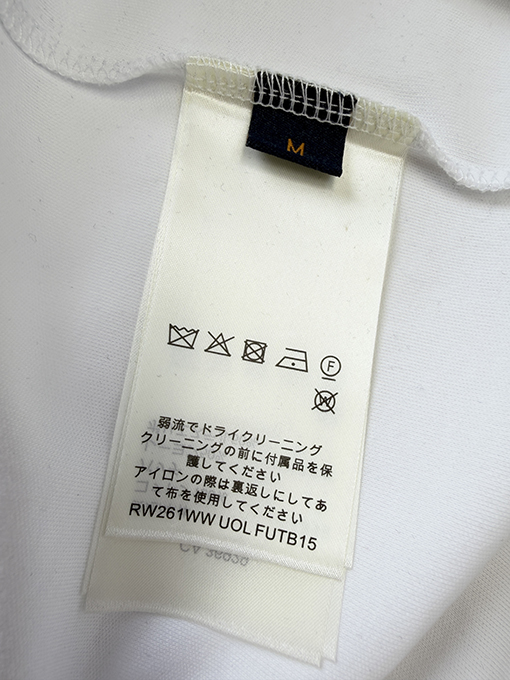 M
F
W
弱流でドライクリーニング
クリーニングの前に付属品を保
護してください
アイロンの際は裏返しにしてあ
て布を使用してください
RW261WW UOL FUTB15